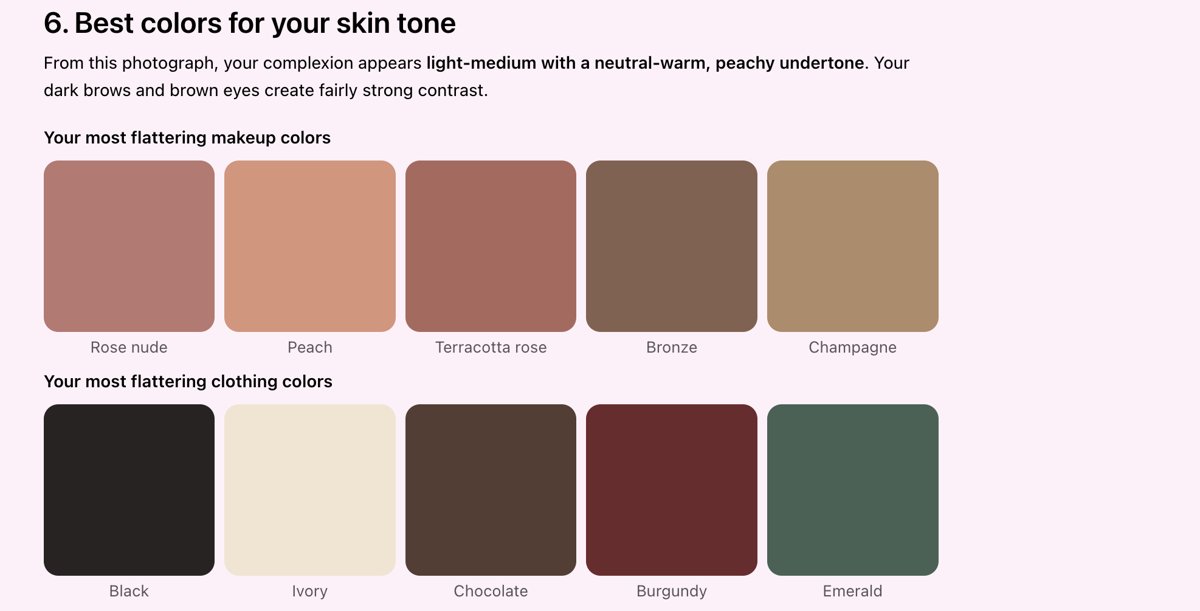 6. Best colors for your skin tone
From this photograph, your complexion appears light-medium with a neutral-warm, peachy undertone. Your
dark brows and brown eyes create fairly strong contrast.
Your most flattering makeup colors
Rose nude
Peach
Terracotta rose
Bronze
Champagne
Your most flattering clothing colors
Black
Ivory
Chocolate
Burgundy
Emerald